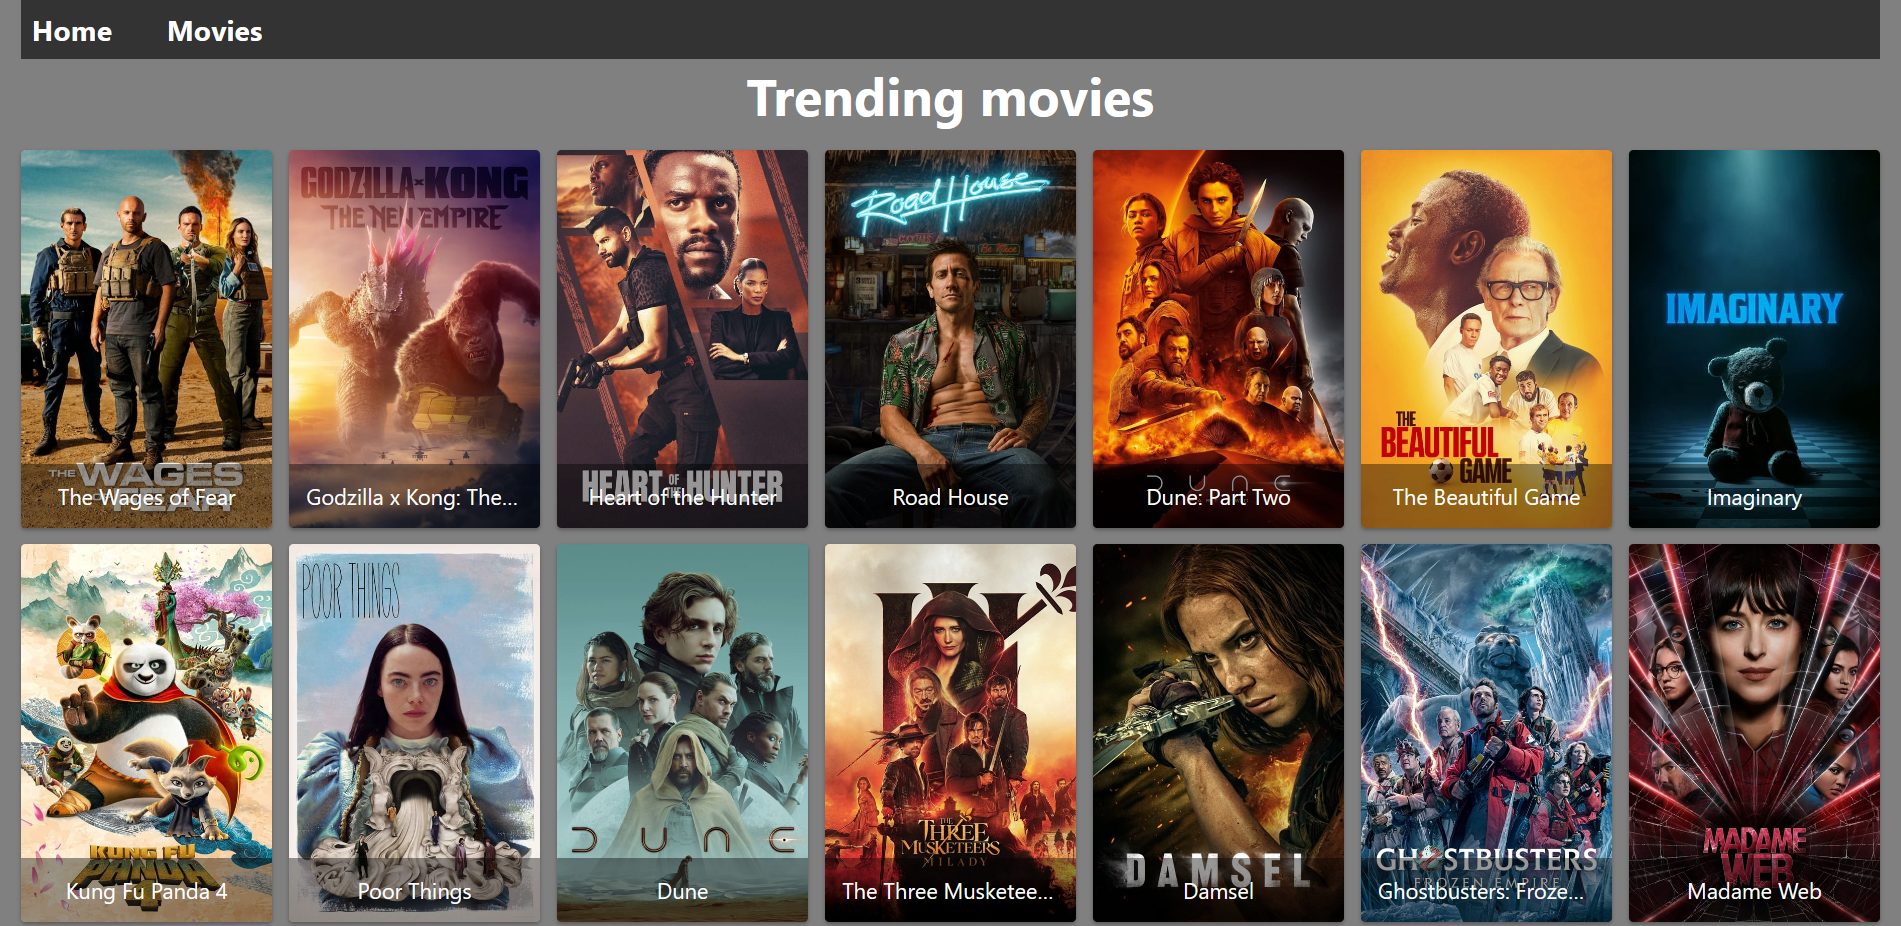 Home Movies
Trending movies
GODZILLA x KONG
THE NEW EMPIRE
Road House
IMAGINARY
THE
BEAUTIFUL
GAME
THE WAGES
OF
FEAR
HEART OF THE HUNTER
DUNE
The Wages of Fear
Godzilla x Kong: The...
Heart of the Hunter
Road House
Dune: Part Two
The Beautiful Game
Imaginary
POOR THINGS
KUNG FU
PANDA
4
DUNE
THE
THREE
MUSKETEERS
MILADY
DAMSEL
GHOSTBUSTERS
FROZEN EMPIRE
MADAME
WEB
Kung Fu Panda 4
Poor Things
Dune
The Three Musketee...
Damsel
Ghostbusters: Froze...
Madame Web